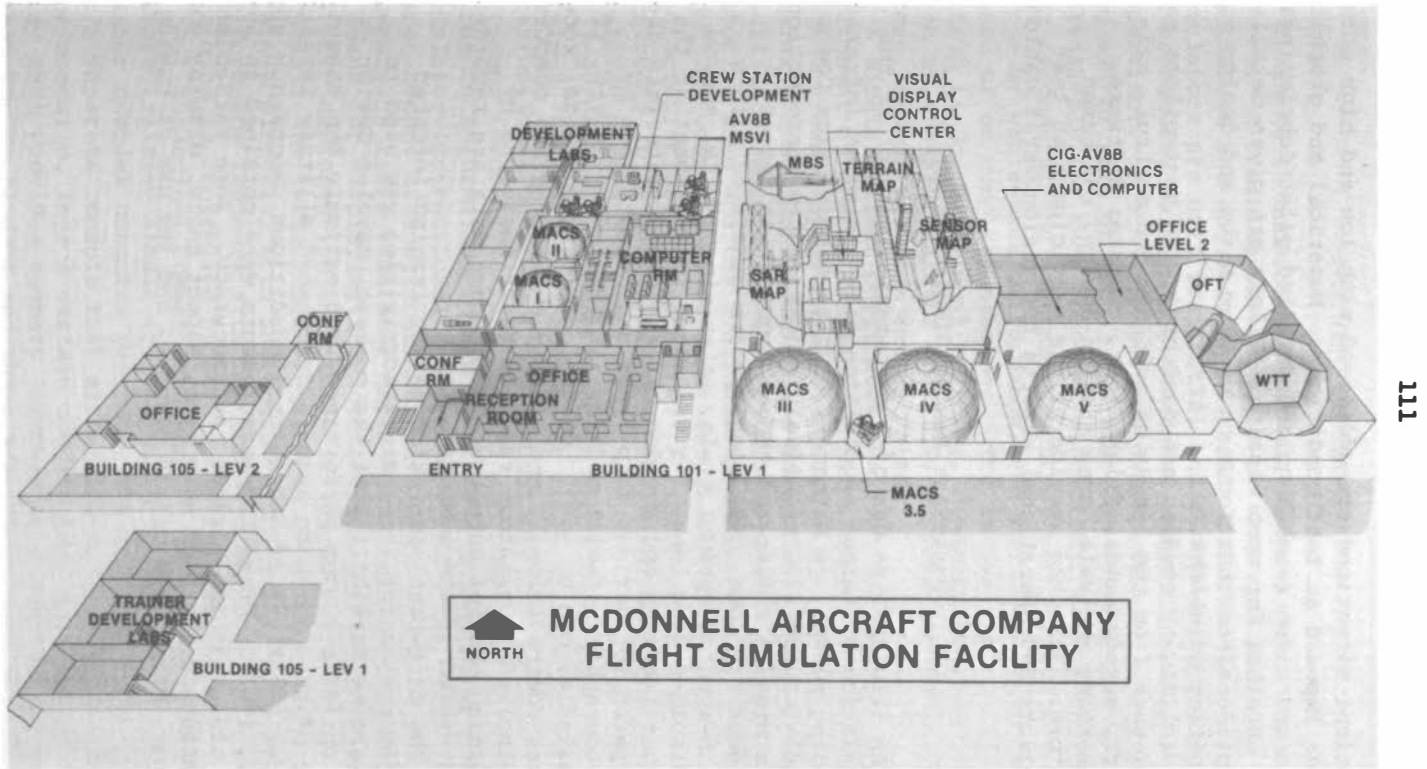 CREW STATION
DEVELOPMENT
VISUAL
DISPLAY
CONTROL
CENTER
AV8B
MSVI
DEVELOPMENT
LABS
MBS
TERRAIN
MAP
CIG-AV8B
ELECTRONICS
AND COMPUTER
OFFICE
LEVEL 2
MACS
II
COMPUTER
RM
SENSOR
MAP
MACS
I
SAR
MAP
OFT
CONF
RM
CONF
RM
OFFICE
RECEPTION
ROOM
MACS
III
MACS
IV
MACS
V
WTT
OFFICE
BUILDING 105 - LEV 2
ENTRY
BUILDING 101 - LEV 1
MACS
3.5
TRAINER
DEVELOPMENT
LABS
BUILDING 105 - LEV 1
NORTH
MCDONNELL AIRCRAFT COMPANY
FLIGHT SIMULATION FACILITY
111